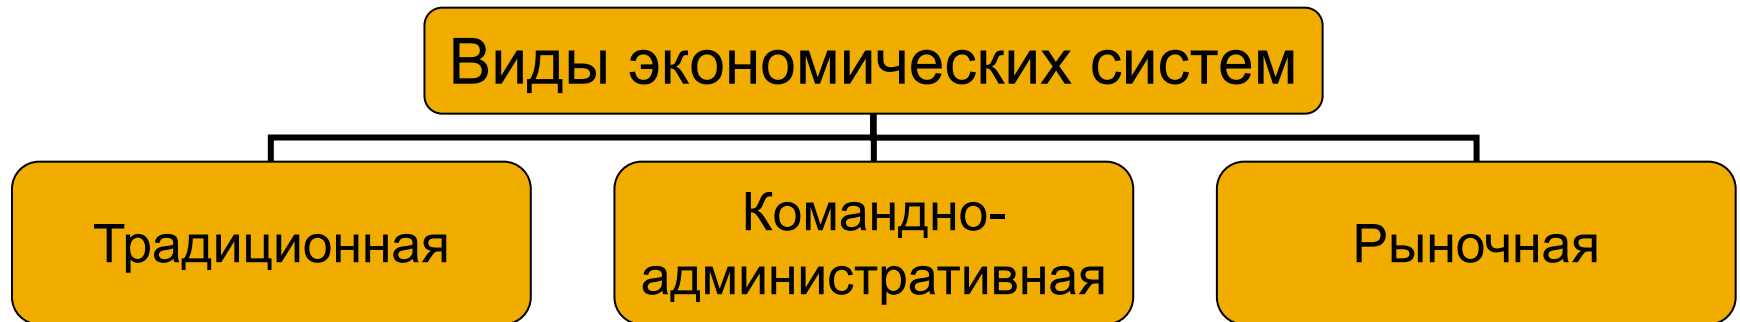 Виды экономических систем
Традиционная
Командно-
административная
Рыночная